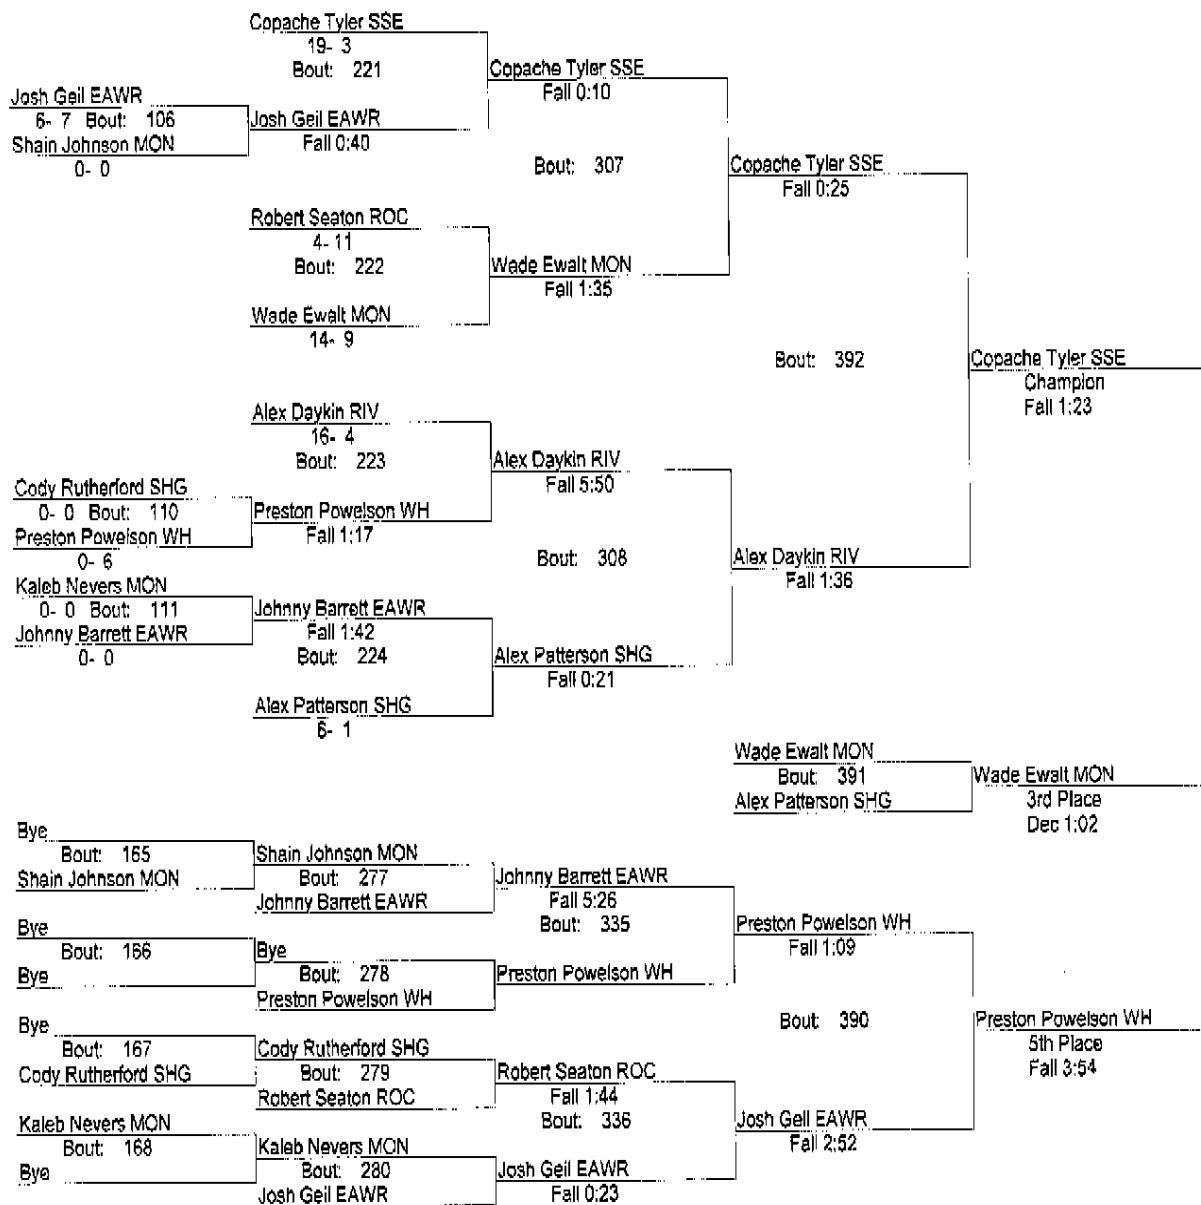 Copache Tyler SSE
19- 3
Bout: 221
Copache Tyler SSE
Fall 0:10
Josh Geil EAWR
6- 7 Bout: 106
Shain Johnson MON
0- 0
Josh Geil EAWR
Fall 0:40
Bout: 307
Copache Tyler SSE
Fall 0:25
Robert Seaton ROC
4- 11
Bout: 222
Wade Ewalt MON
Fall 1:35
Wade Ewalt MON
14- 9
Bout: 392
Copache Tyler SSE
Champion
Fall 1:23
Alex Daykin RIV
16- 4
Bout: 223
Alex Daykin RIV
Fall 5:50
Cody Rutherford SHG
0- 0 Bout: 110
Preston Powelson WH
0- 6
Preston Powelson WH
Fall 1:17
Bout: 308
Alex Daykin RIV
Fall 1:36
Kaleb Nevers MON
0- 0 Bout: 111
Johnny Barrett EAWR
0- 0
Johnny Barrett EAWR
Fall 1:42
Bout: 224
Alex Patterson SHG
Fall 0:21
Alex Patterson SHG
6- 1
Wade Ewalt MON
Bout: 391
Alex Patterson SHG
Wade Ewalt MON
3rd Place
Dec 1:02
Bye
Bout: 165
Shain Johnson MON
Shain Johnson MON
Bout: 277
Johnny Barrett EAWR
Johnny Barrett EAWR
Fall 5:26
Bout: 335
Bye
Bout: 166
Bye
Bye
Bout: 278
Preston Powelson WH
Preston Powelson WH
Preston Powelson WH
Fall 1:09
Bout: 390
Preston Powelson WH
5th Place
Fall 3:54
Bye
Bout: 167
Cody Rutherford SHG
Cody Rutherford SHG
Bout: 279
Robert Seaton ROC
Robert Seaton ROC
Fall 1:44
Bout: 336
Kaleb Nevers MON
Bout: 168
Bye
Kaleb Nevers MON
Bout: 280
Josh Geil EAWR
Josh Geil EAWR
Fall 0:23
Josh Geil EAWR
Fall 2:52